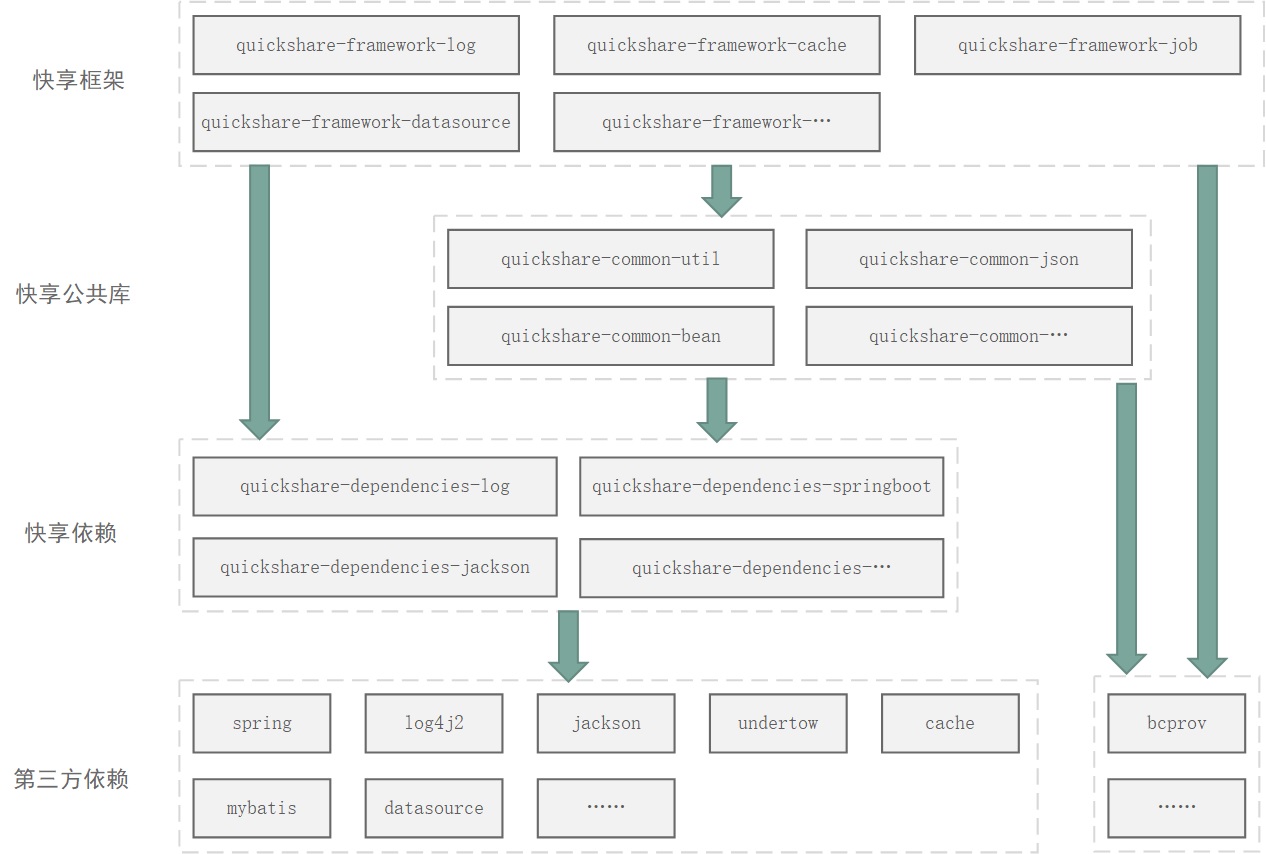 快享框架
quickshare-framework-log
quickshare-framework-cache
quickshare-framework-job
quickshare-framework-datasource
quickshare-framework-…
快享公共库
quickshare-common-util
quickshare-common-json
quickshare-common-bean
quickshare-common-…
快享依赖
quickshare-dependencies-log
quickshare-dependencies-springboot
quickshare-dependencies-jackson
quickshare-dependencies-…
第三方依赖
spring
log4j2
jackson
undertow
cache
bcprov
mybatis
datasource
……
……